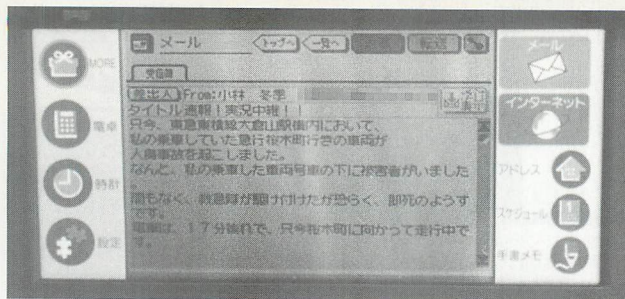 MORE
電卓
時計
設定
メール
トップへ
一覧へ
転送
受信簿
差出人 From:小林 冬季
タイトル速報!実況中継!!
只今、東急東横線大倉山駅構内において、
私の乗車していた急行桜木町行きの車両が
人身事故を起こしました。
なんと、私の乗車した車両号車の下に被害者がいました
。
間もなく、救急隊が駆け付けたが恐らく、即死のようす
です。
電車は、17分後れで、只今桜木町に向かって走行中で
す。
メール
インターネット
アドレス
スケジュール
手書メモ